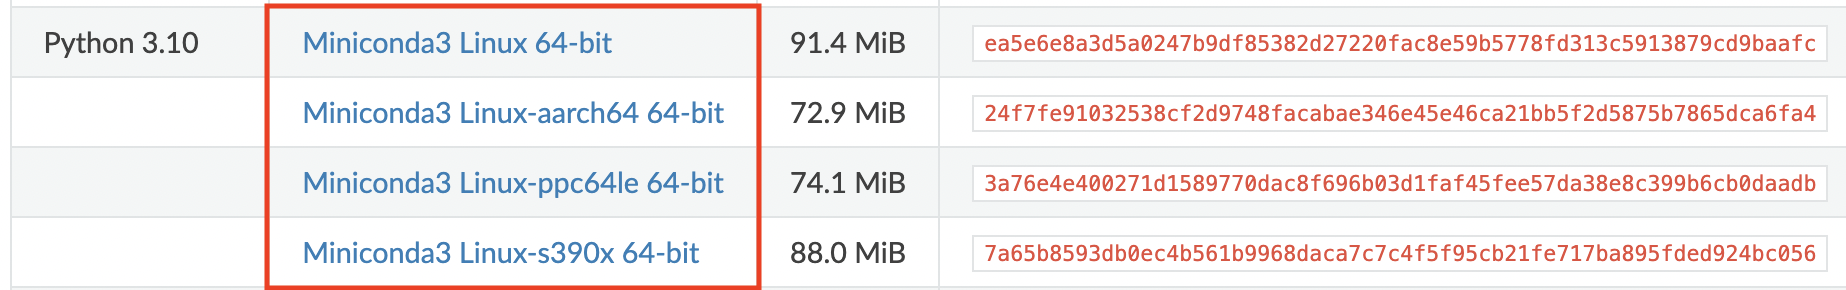 Python 3.10 Miniconda3 Linux 64-bit 91.4 MiB ea5e6e8a3d5a0247b9df85382d27220fac8e59b5778fd313c5913879cd9baafc
Miniconda3 Linux-aarch64 64-bit 72.9 MiB 24f7fe91032538cf2d9748facabae346e45e46ca21bb5f2d5875b7865dca6fa4
Miniconda3 Linux-ppc64le 64-bit 74.1 MiB 3a76e4e400271d1589770dac8f696b03d1faf45fee57da38e8c399b6cb0daadb
Miniconda3 Linux-s390x 64-bit 88.0 MiB 7a65b8593db0ec4b561b9968daca7c7c4f5f95cb21fe717ba895fded924bc056